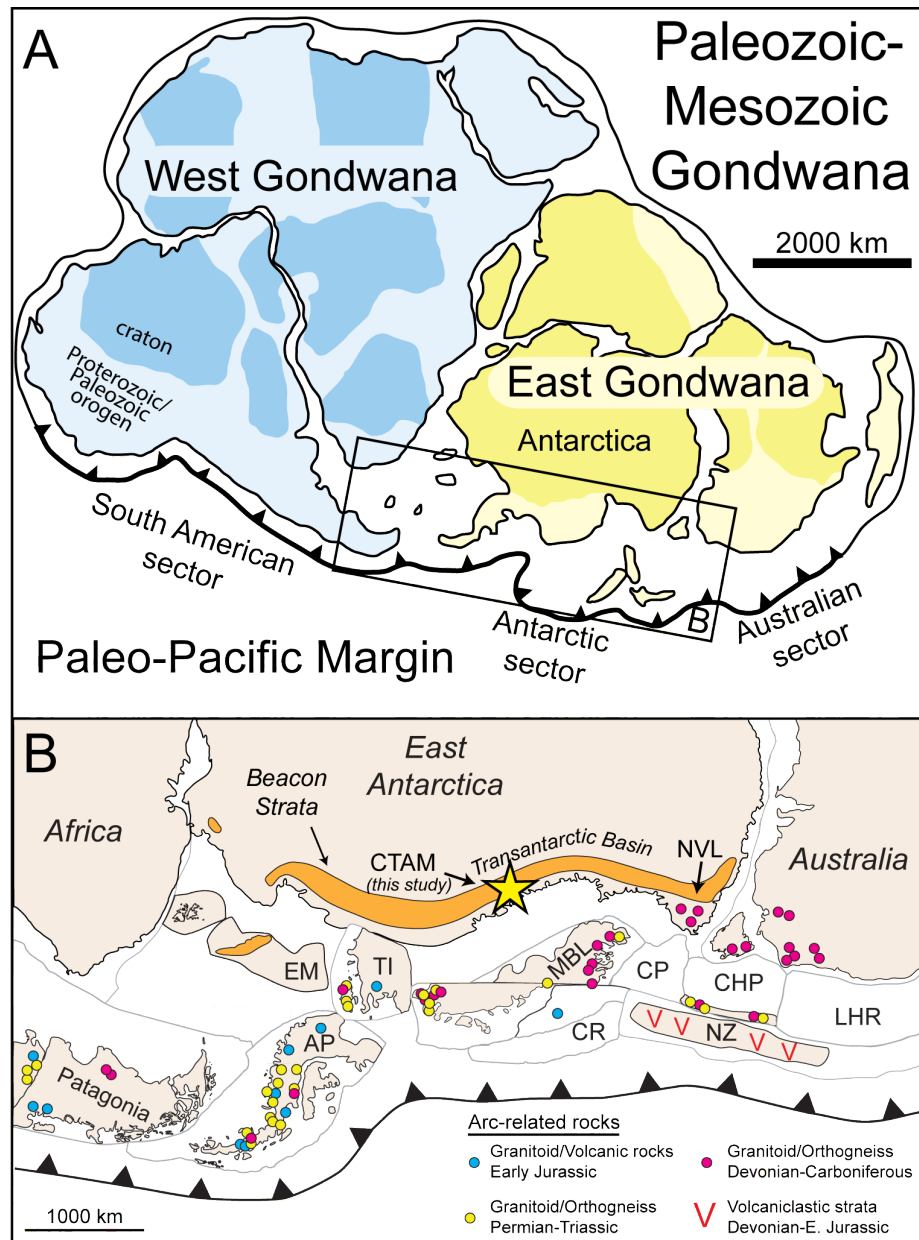 A
Paleozoic-
Mesozoic
Gondwana
West Gondwana
2000 km
craton
Proterozoic/
Paleozoic
orogen
East Gondwana
Antarctica
South American
sector
Antarctic
sector
B
Australian
sector
Paleo-Pacific Margin
B
East
Antarctica
Beacon
Strata
Africa
CTAM
(this study)
Transantarctic Basin
NVL
Australia
EM
TI
MBL
CP
CHP
LHR
AP
CR
NZ
Patagonia
Arc-related rocks
Granitoid/Volcanic rocks
Early Jurassic
Granitoid/Orthogneiss
Devonian-Carboniferous
Granitoid/Orthogneiss
Permian-Triassic
V Volcaniclastic strata
Devonian-E. Jurassic
1000 km